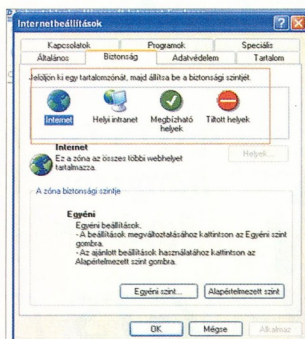 Internetbeállítások
Kapcsolatok Programok Speciális
Általános Biztonság Adatvédelem Tartalom
Jelöljön ki egy tartalomzónát, majd állítsa be a biztonsági szintjét.
Internet Helyi intranet Megbízható helyek Tiltott helyek
Internet
Ez a zóna az összes többi webhelyet
tartalmazza.
Helyek...
A zóna biztonsági szintje
Egyéni
Egyéni beállítások.
- A beállítások megváltoztatásához kattintson az Egyéni szint
gombra.
- Az ajánlott beállítások használatához kattintson az
Alapértelmezett szint gombra.
Egyéni szint... Alapértelmezett szint
OK Mégse Alkalmaz